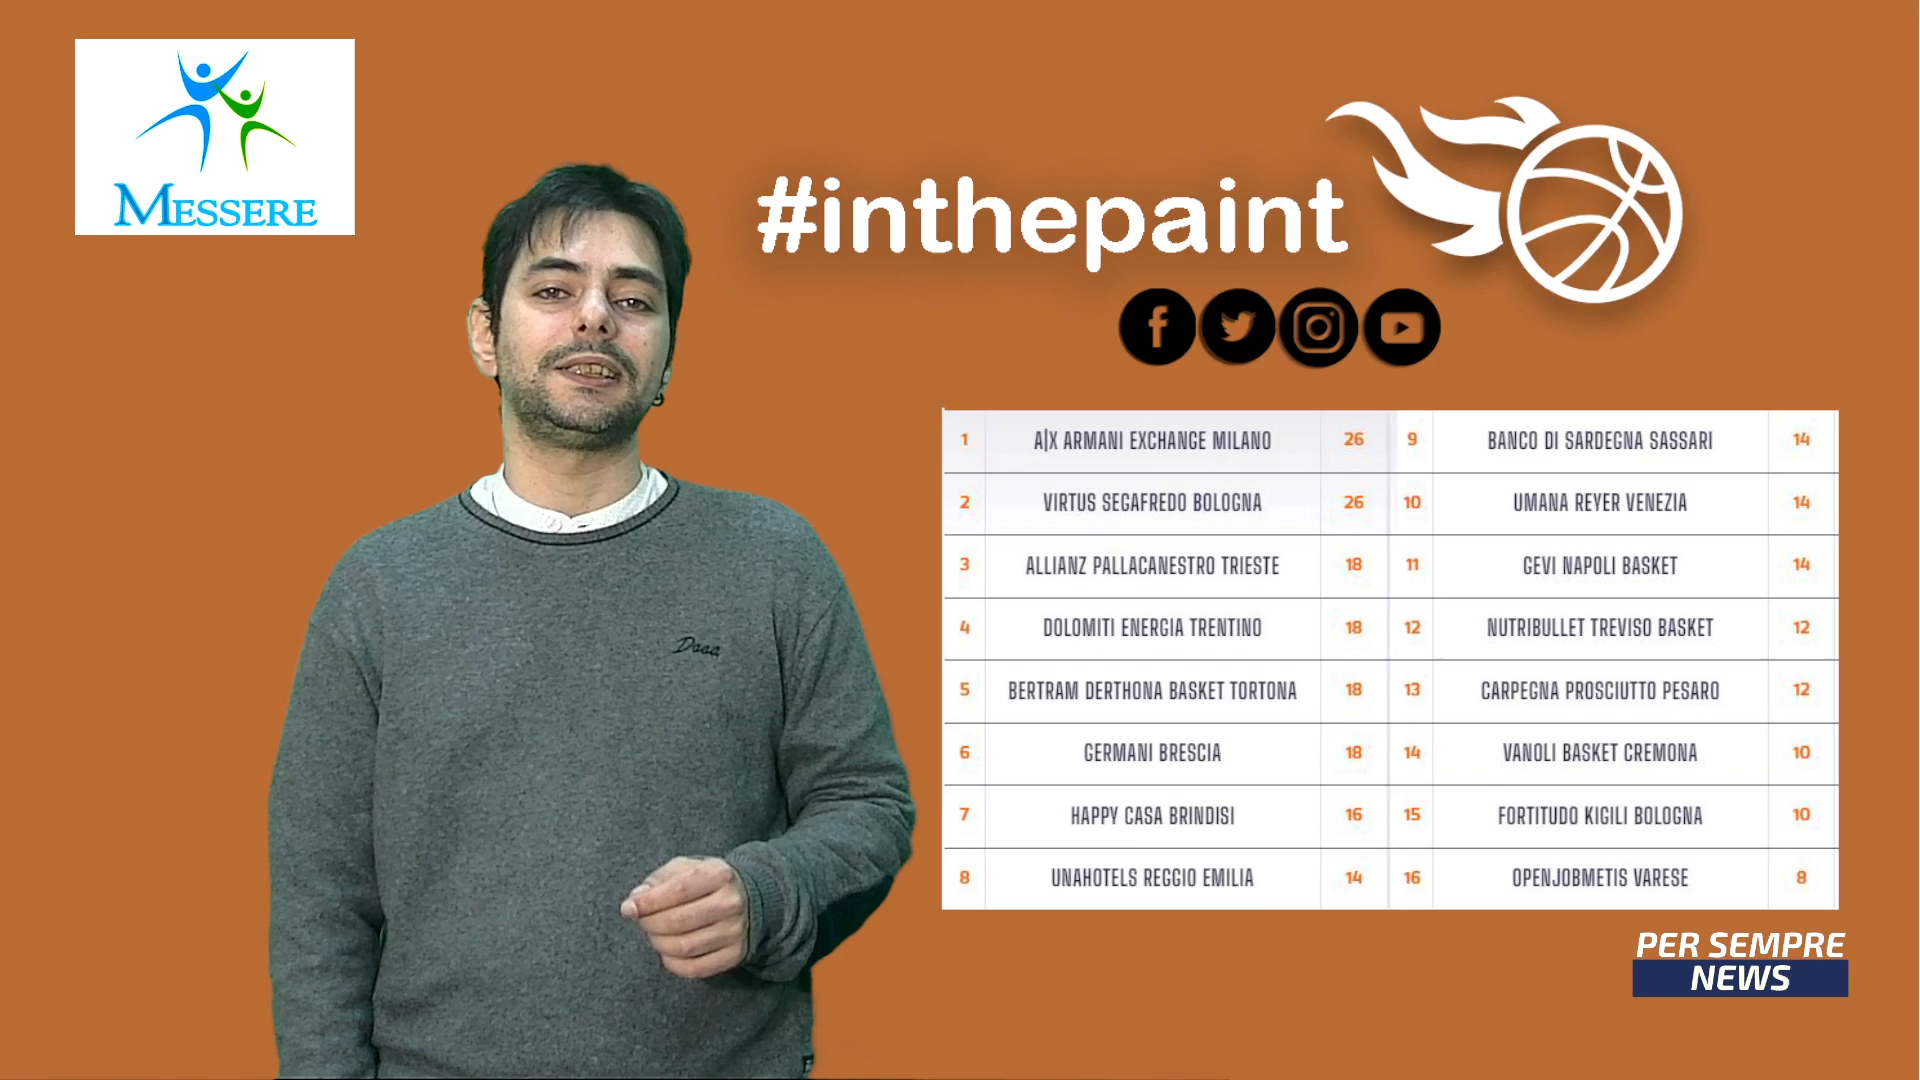 MESSERE
#inthepaint
Daaa
1 A|X ARMANI EXCHANGE MILANO 26 9 BANCO DI SARDEGNA SASSARI 14
2 VIRTUS SEGAFREDO BOLOGNA 26 10 UMANA REYER VENEZIA 14
3 ALLIANZ PALLACANESTRO TRIESTE 18 11 GEVI NAPOLI BASKET 14
4 DOLOMITI ENERGIA TRENTINO 18 12 NUTRIBULLET TREVISO BASKET 12
5 BERTRAM DERTHONA BASKET TORTONA 18 13 CARPEGNA PROSCIUTTO PESARO 12
6 GERMANI BRESCIA 18 14 VANOLI BASKET CREMONA 10
7 HAPPY CASA BRINDISI 16 15 FORTITUDO KIGILI BOLOGNA 10
8 UNAHOTELS REGGIO EMILIA 14 16 OPENJOBMETIS VARESE 8
PER SEMPRE
NEWS